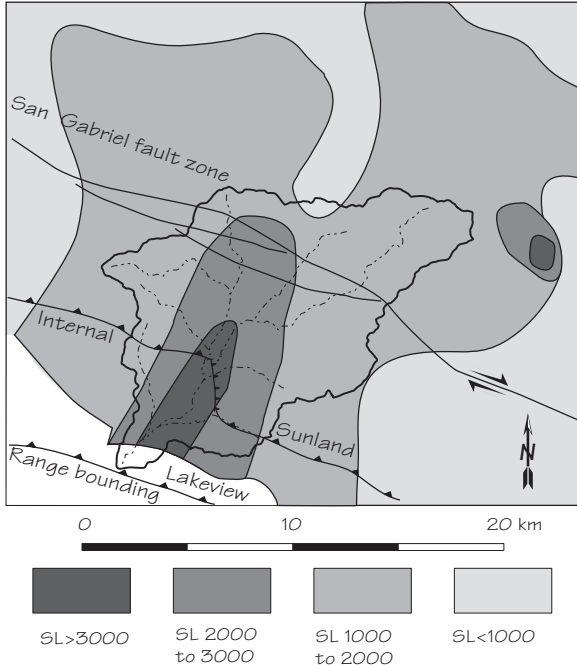 San Gabriel fault zone
Internal
Sunland
Range bounding
Lakeview
N
0 10 20 km
SL>3000
SL 2000
to 3000
SL 1000
to 2000
SL<1000